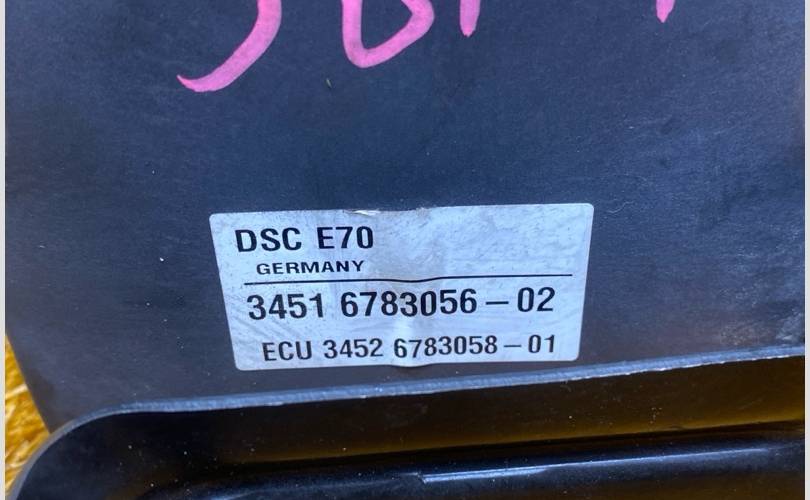 DSC E70
GERMANY
3451 6783056 – 02
ECU 3452 6783058 – 01